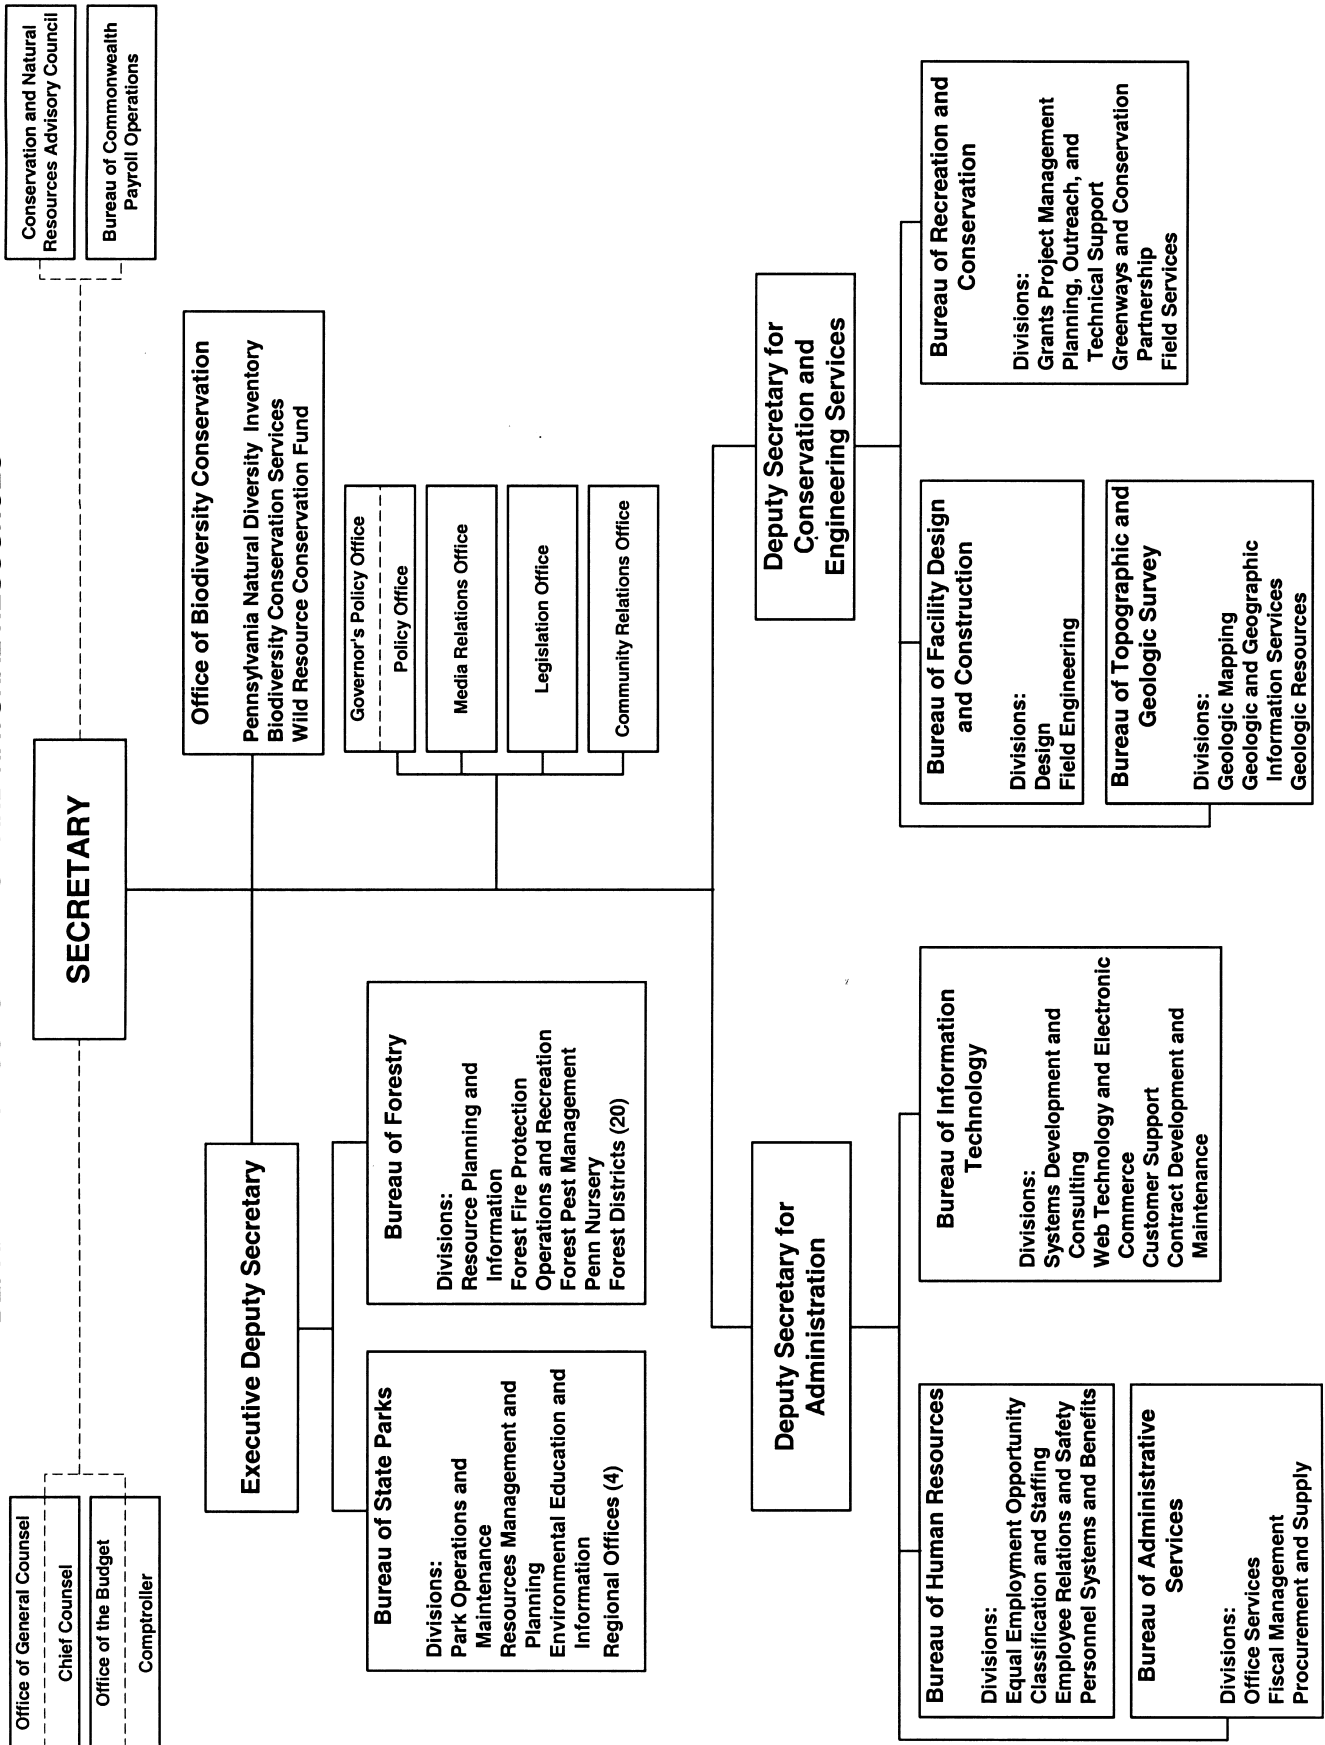 Office of General Counsel
Chief Counsel
Office of the Budget
Comptroller
SECRETARY
Conservation and Natural
Resources Advisory Council
Bureau of Commonwealth
Payroll Operations
Executive Deputy Secretary
Office of Biodiversity Conservation
Pennsylvania Natural Diversity Inventory
Biodiversity Conservation Services
Wild Resource Conservation Fund
Bureau of State Parks
Divisions:
Park Operations and
Maintenance
Resources Management and
Planning
Environmental Education and
Information
Regional Offices (4)
Bureau of Forestry
Divisions:
Resource Planning and
Information
Forest Fire Protection
Operations and Recreation
Forest Pest Management
Penn Nursery
Forest Districts (20)
Governor's Policy Office
Policy Office
Media Relations Office
Legislation Office
Community Relations Office
Deputy Secretary for
Administration
Deputy Secretary for
Conservation and
Engineering Services
Bureau of Human Resources
Divisions:
Equal Employment Opportunity
Classification and Staffing
Employee Relations and Safety
Personnel Systems and Benefits
Bureau of Administrative
Services
Divisions:
Office Services
Fiscal Management
Procurement and Supply
Bureau of Information
Technology
Divisions:
Systems Development and
Consulting
Web Technology and Electronic
Commerce
Customer Support
Contract Development and
Maintenance
Bureau of Facility Design
and Construction
Divisions:
Design
Field Engineering
Bureau of Topographic and
Geologic Survey
Divisions:
Geologic Mapping
Geologic and Geographic
Information Services
Geologic Resources
Bureau of Recreation and
Conservation
Divisions:
Grants Project Management
Planning, Outreach, and
Technical Support
Greenways and Conservation
Partnership
Field Services